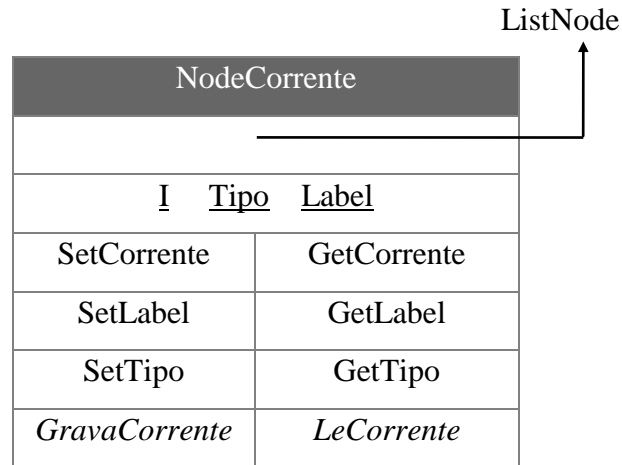 ListNode
NodeCorrente
I Tipo Label
SetCorrente GetCorrente
SetLabel GetLabel
SetTipo GetTipo
GravaCorrente LeCorrente